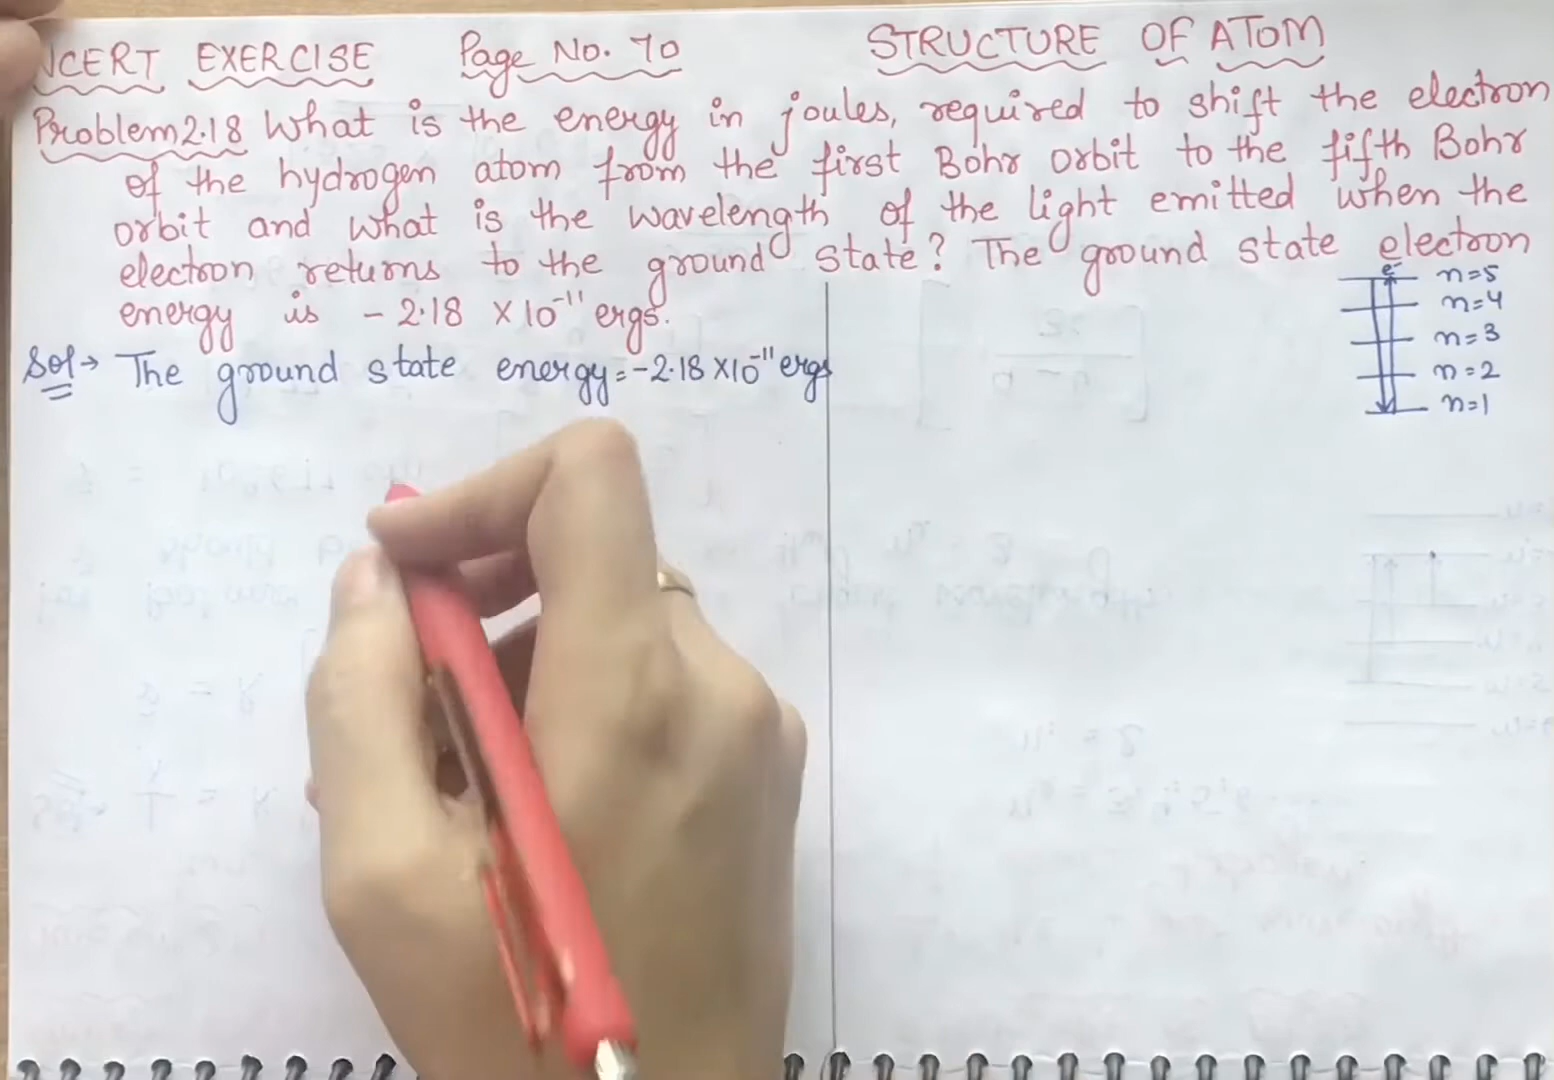 NCERT EXERCISE Page No. 70 STRUCTURE OF ATOM
Problem 2.18 What is the energy in joules, required to shift the electron
of the hydrogen atom from the first Bohr orbit to the fifth Bohr
orbit and what is the wavelength of the light emitted when the
electron returns to the ground state? The ground state electron
energy is - 2.18 × 10⁻¹¹ ergs.
e⁻ n=5
n=4
n=3
n=2
n=1
Sol → The ground state energy = -2.18 × 10⁻¹¹ ergs